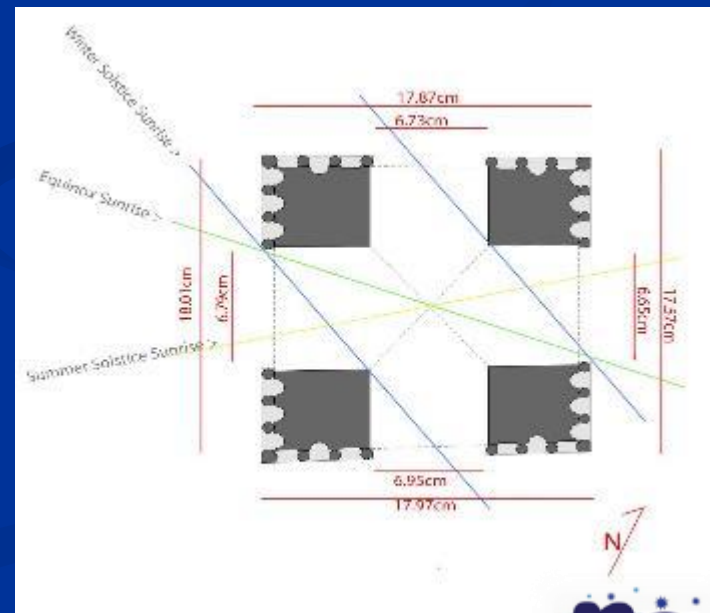 Winter Solstice Sunrise >
17.87cm
6.73cm
Equinox Sunrise >
18.01cm
6.79cm
6.65cm
17.57cm
Summer Solstice Sunrise >
6.95cm
17.97cm
N